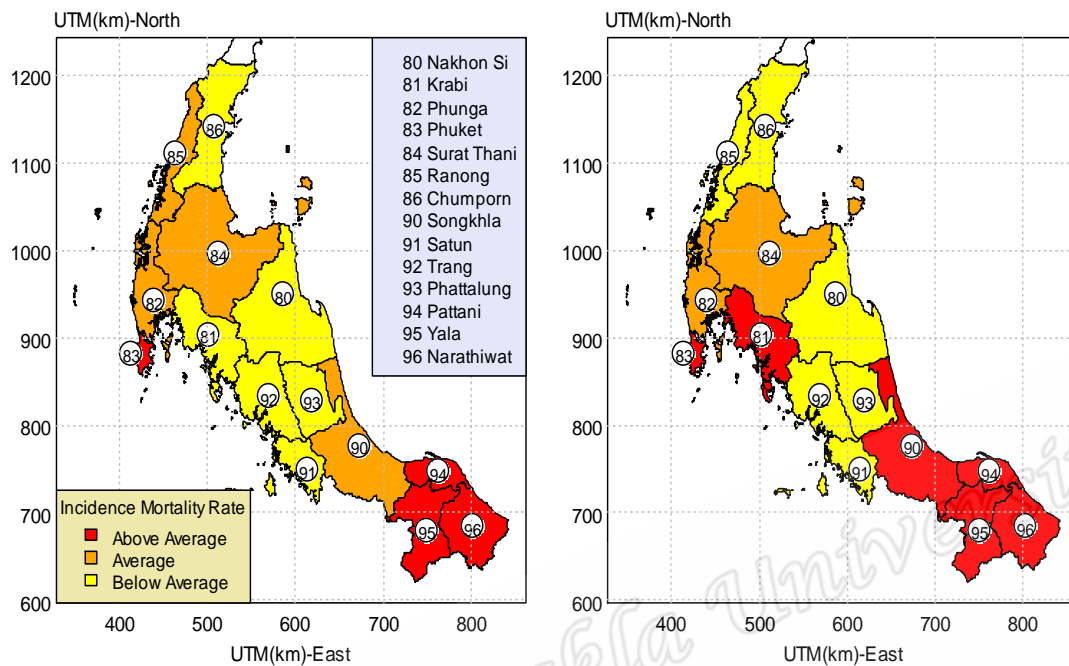 UTM(km)-North
1200
1100
1000
900
800
700
600
400
500
600
700
800
UTM(km)-East
80 Nakhon Si
81 Krabi
82 Phunga
83 Phuket
84 Surat Thani
85 Ranong
86 Chumporn
90 Songkhla
91 Satun
92 Trang
93 Phattalung
94 Pattani
95 Yala
96 Narathiwat
86
85
84
82
80
81
83
92
93
90
91
94
95
96
Incidence Mortality Rate
Above Average
Average
Below Average
UTM(km)-North
1200
1100
1000
900
800
700
600
400
500
600
700
800
UTM(km)-East
86
85
84
82
80
81
83
92
93
90
91
94
95
96